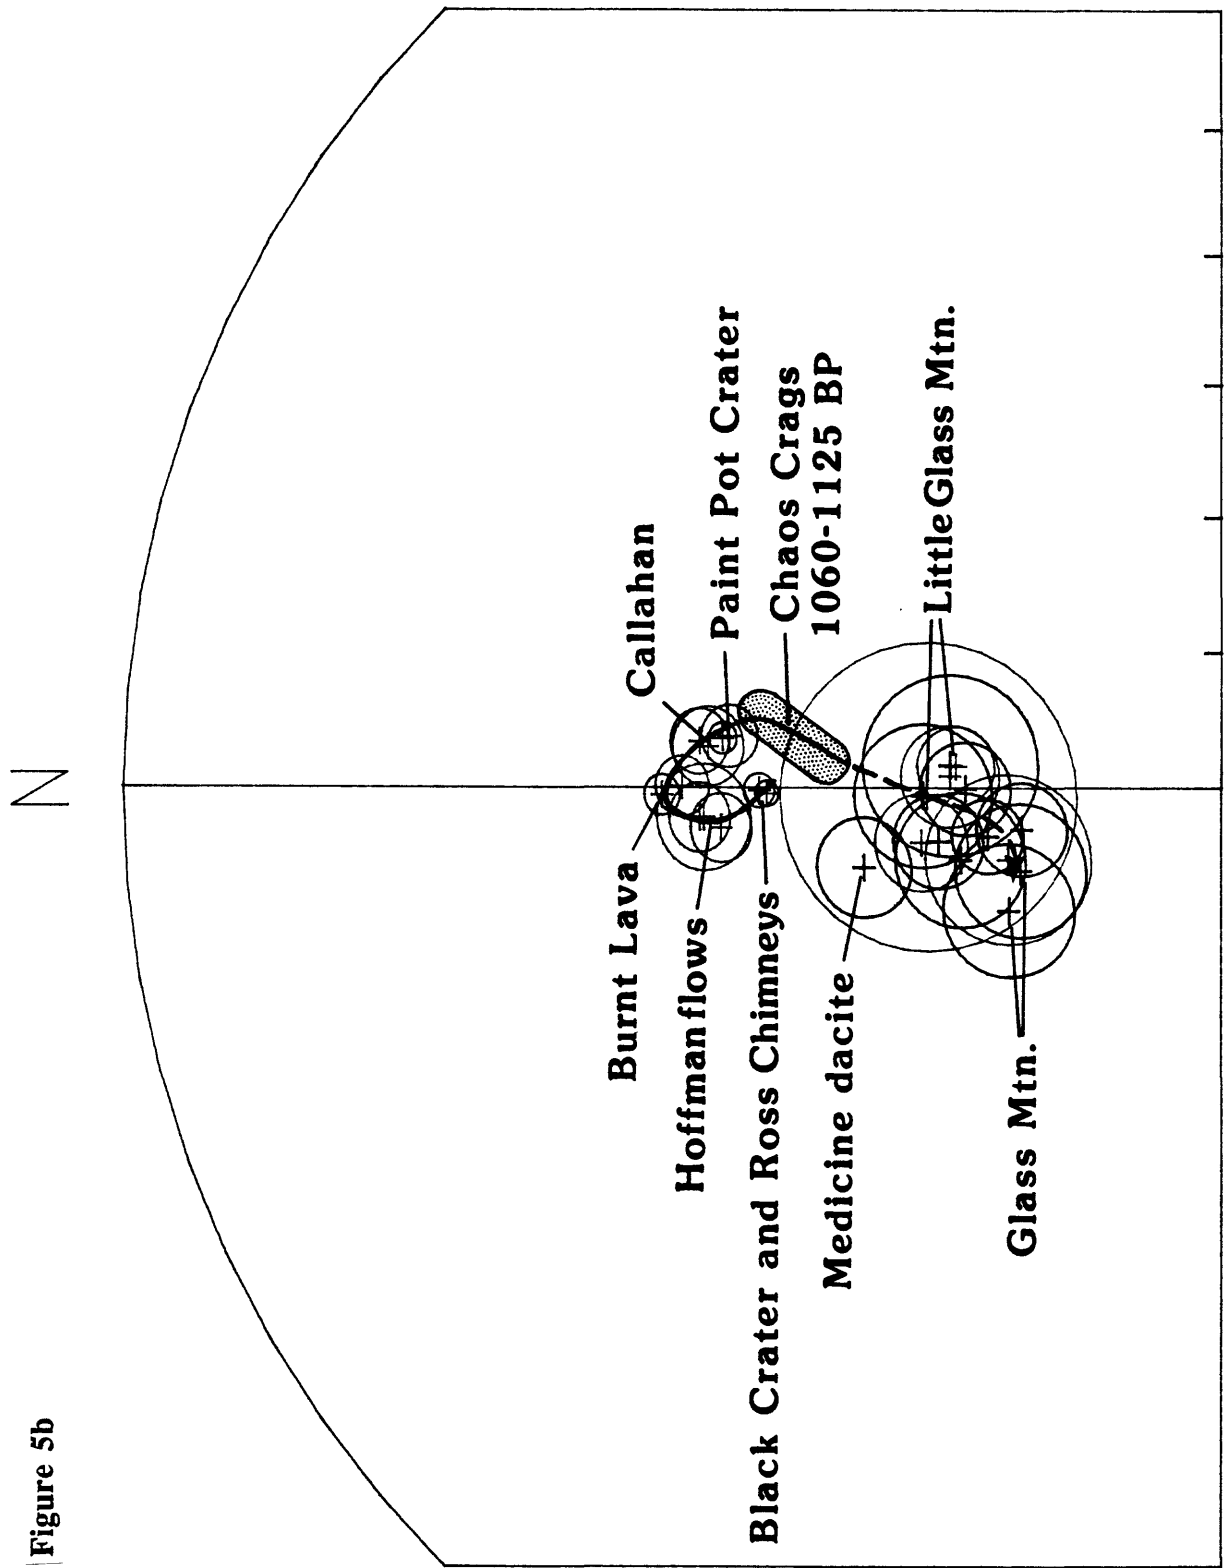 Figure 5b
N
Callahan
Paint Pot Crater
Chaos Crags
1060-1125 BP
Little Glass Mtn.
Burnt Lava
Hoffman flows
Black Crater and Ross Chimneys
Medicine dacite
Glass Mtn.